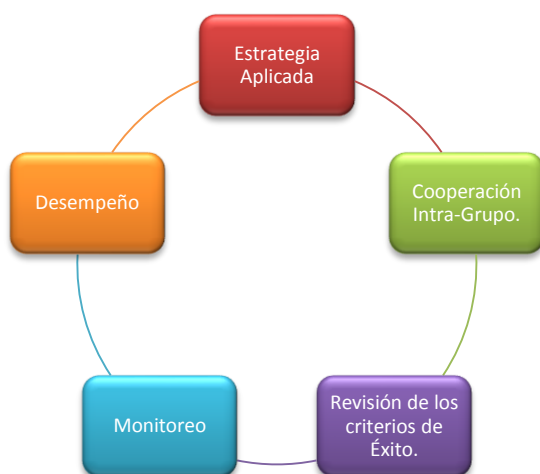 Estrategia
Aplicada
Cooperación
Intra-Grupo.
Revisión de los
criterios de
Éxito.
Monitoreo
Desempeño